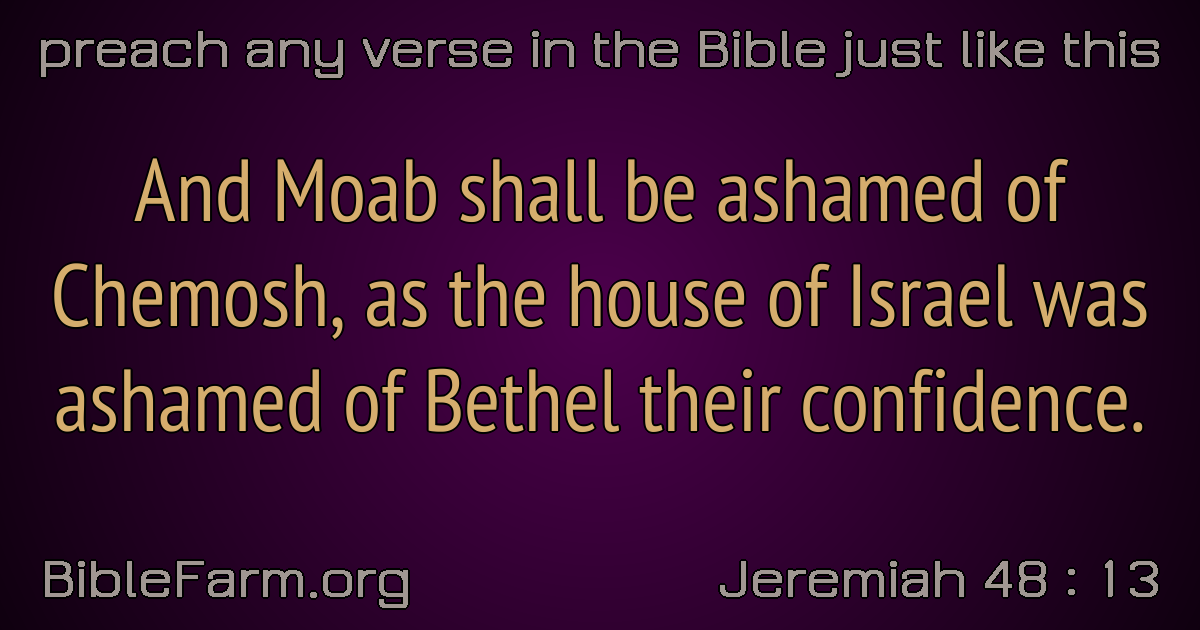 preach any verse in the Bible just like this
And Moab shall be ashamed of
Chemosh, as the house of Israel was
ashamed of Bethel their confidence.
BibleFarm.org
Jeremiah 48 : 13